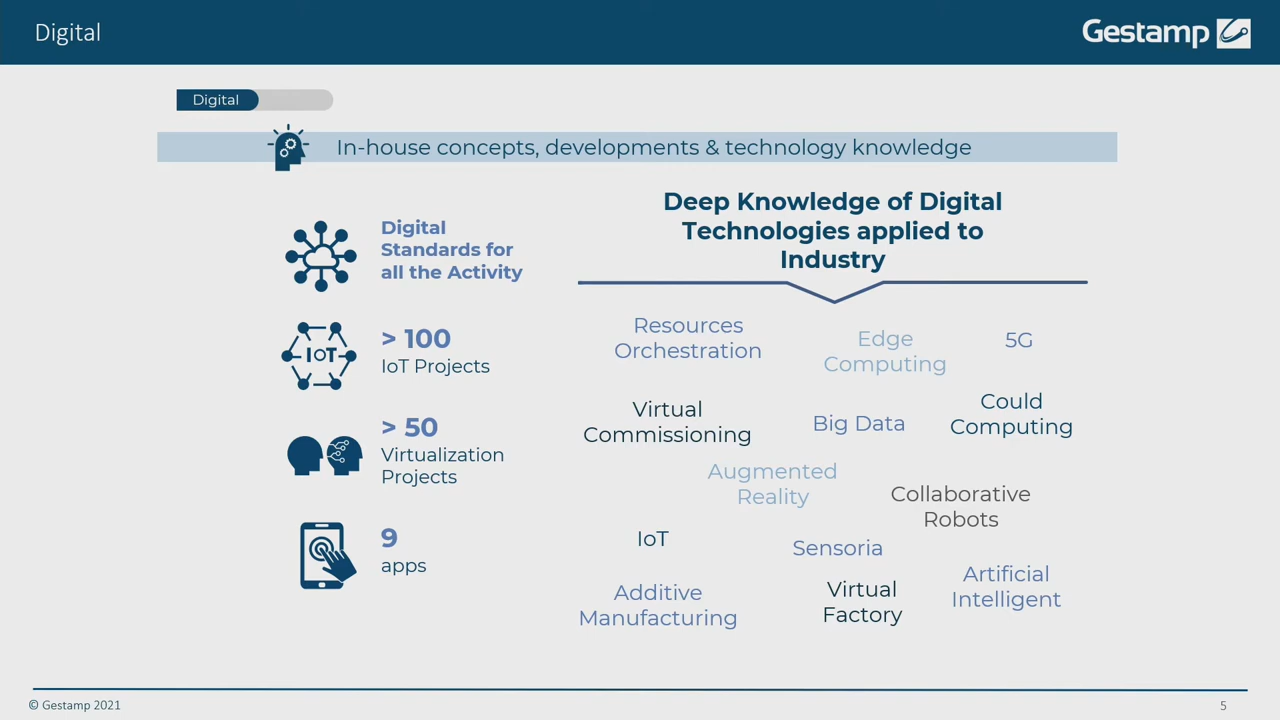 Digital
Gestamp
Digital
In-house concepts, developments & technology knowledge
Digital
Standards for
all the Activity
IoT
> 100
IoT Projects
> 50
Virtualization
Projects
9
apps
Deep Knowledge of Digital
Technologies applied to
Industry
Resources
Orchestration
Edge
Computing
5G
Virtual
Commissioning
Big Data
Could
Computing
Augmented
Reality
Collaborative
Robots
IoT
Sensoria
Additive
Manufacturing
Virtual
Factory
Artificial
Intelligent
© Gestamp 2021
5